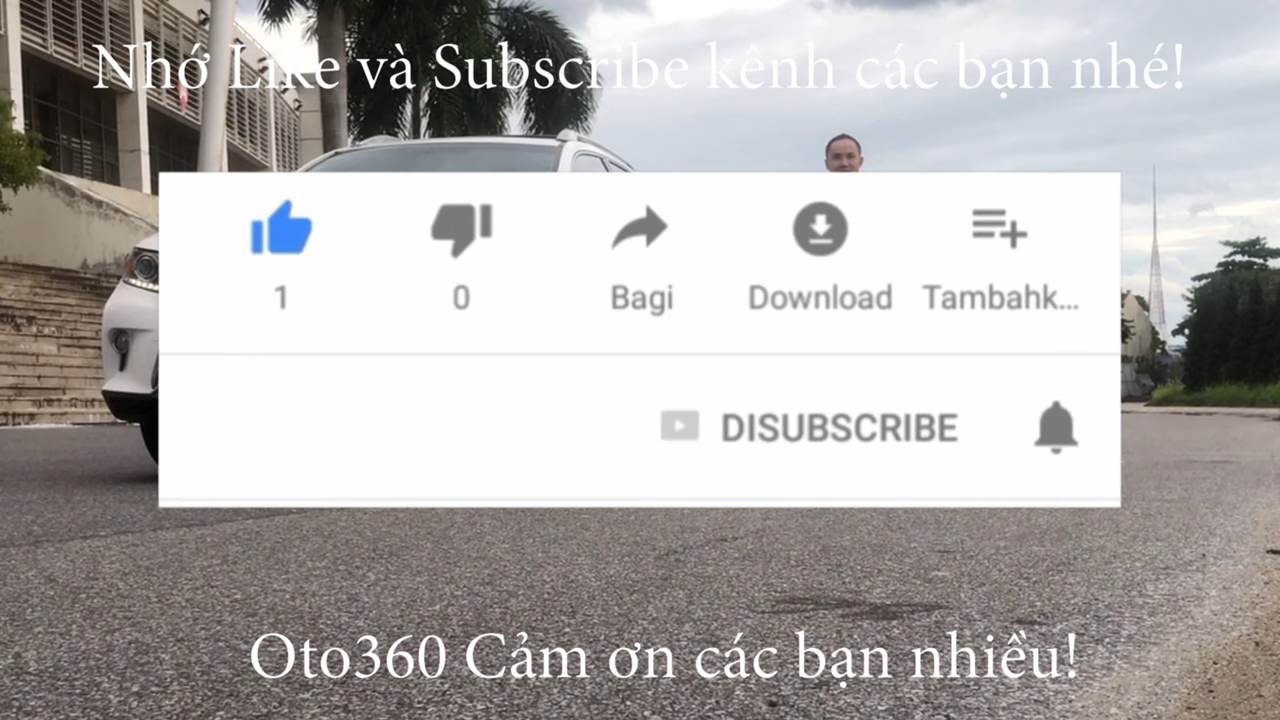 Nhớ Like và Subscribe kênh các bạn nhé!
1 0 Bagi Download Tambahk...
DISUBSCRIBE
Oto360 Cảm ơn các bạn nhiều!